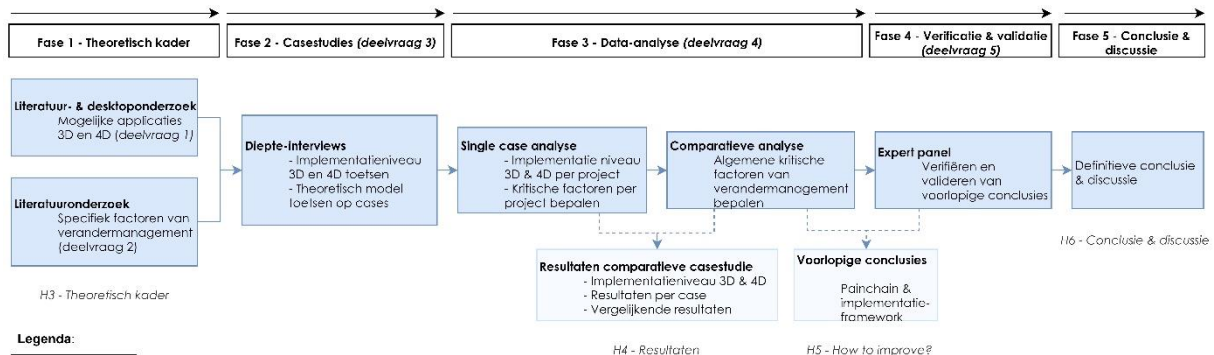 Fase 1 - Theoretisch kader
Fase 2 - Casestudies (deelvraag 3)
Fase 3 - Data-analyse (deelvraag 4)
Fase 4 - Verificatie & validatie
(deelvraag 5)
Fase 5 - Conclusie &
discussie
Literatuur- & desktoponderzoek
Mogelijke applicaties
3D en 4D (deelvraag 1)
Literatuuronderzoek
Specifiek factoren van
verandermanagement
(deelvraag 2)
H3 - Theoretisch kader
Diepte-interviews
- Implementatieniveau
3D en 4D toetsen
- Theoretisch model
toetsen op cases
Single case analyse
- Implementatie niveau
3D & 4D per project
- Kritische factoren per
project bepalen
Comparatieve analyse
Algemene kritische
factoren van
verandermanagement
bepalen
Expert panel
Verifiëren en
valideren van
voorlopige conclusies
Definitieve conclusie
& discussie
H6 - Conclusie & discussie
Resultaten comparatieve casestudie
- Implementatieniveau 3D & 4D
- Resultaten per case
- Vergelijkende resultaten
H4 - Resultaten
Voorlopige conclusies
Painchain &
implementatie-
framework
H5 - How to improve?
Legenda: